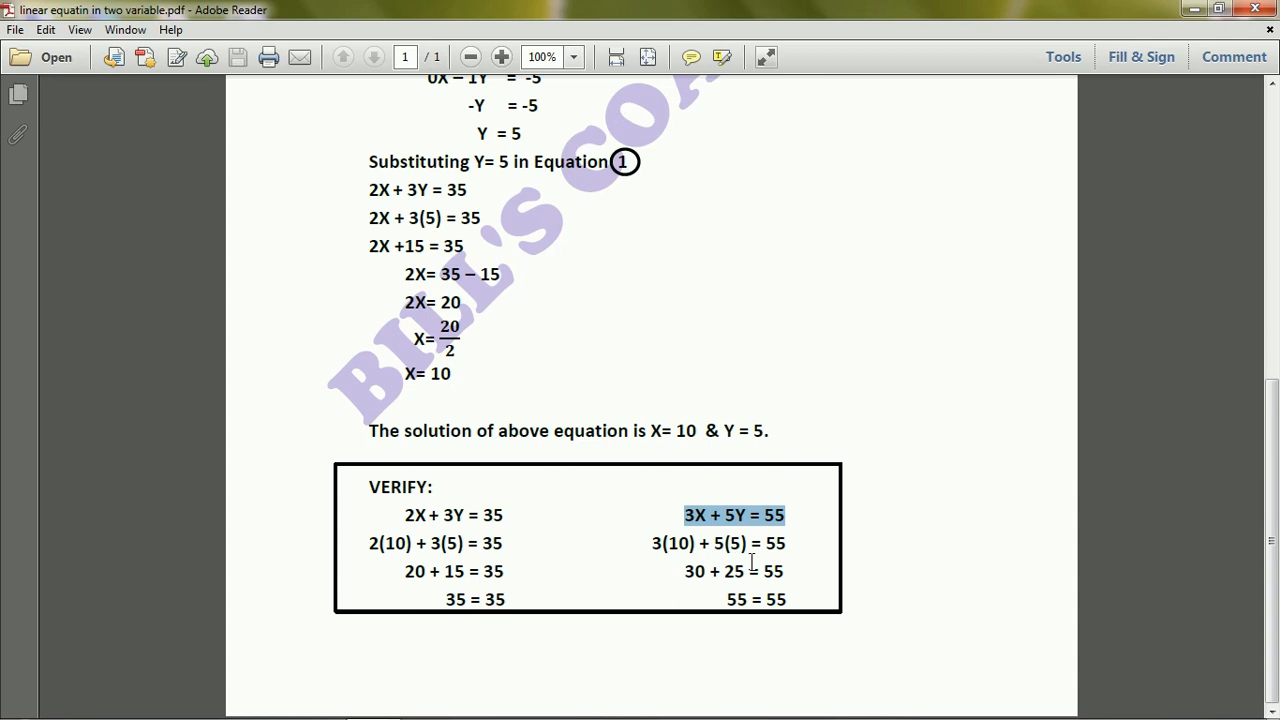 linear equatin in two variable.pdf - Adobe Reader
File Edit View Window Help
Open 1 / 1 100% Tools Fill & Sign Comment
0X – 1Y = -5
-Y = -5
Y = 5
Substituting Y= 5 in Equation 1
2X + 3Y = 35
2X + 3(5) = 35
2X +15 = 35
2X= 35 – 15
2X= 20
X= 20/2
X= 10
The solution of above equation is X= 10 & Y = 5.
VERIFY:
2X + 3Y = 35 3X + 5Y = 55
2(10) + 3(5) = 35 3(10) + 5(5) = 55
20 + 15 = 35 30 + 25 = 55
35 = 35 55 = 55
BILL'S COA